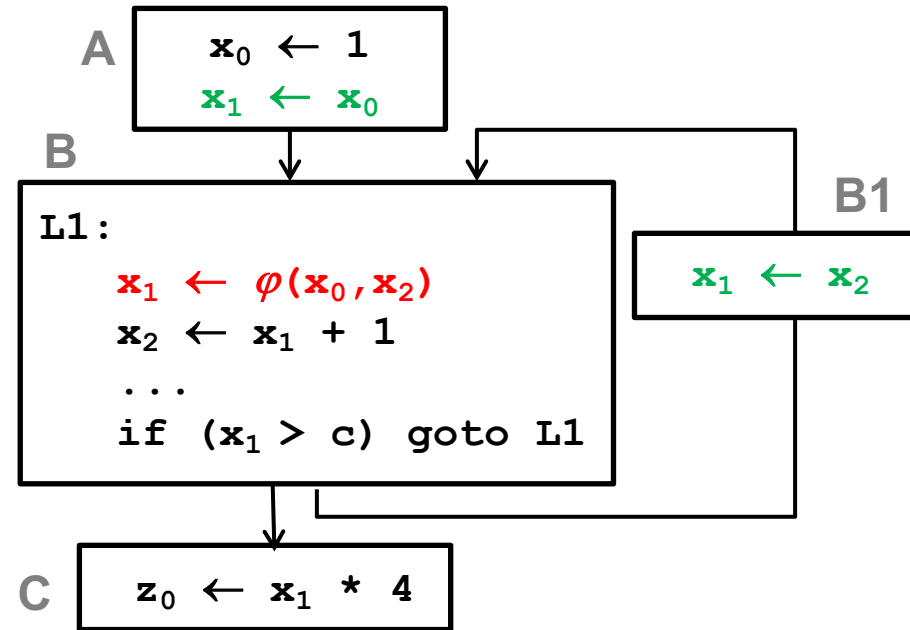 A
x₀ ← 1
x₁ ← x₀
B
L1:
x₁ ← φ(x₀,x₂)
x₂ ← x₁ + 1
...
if (x₁ > c) goto L1
B1
x₁ ← x₂
C
z₀ ← x₁ * 4